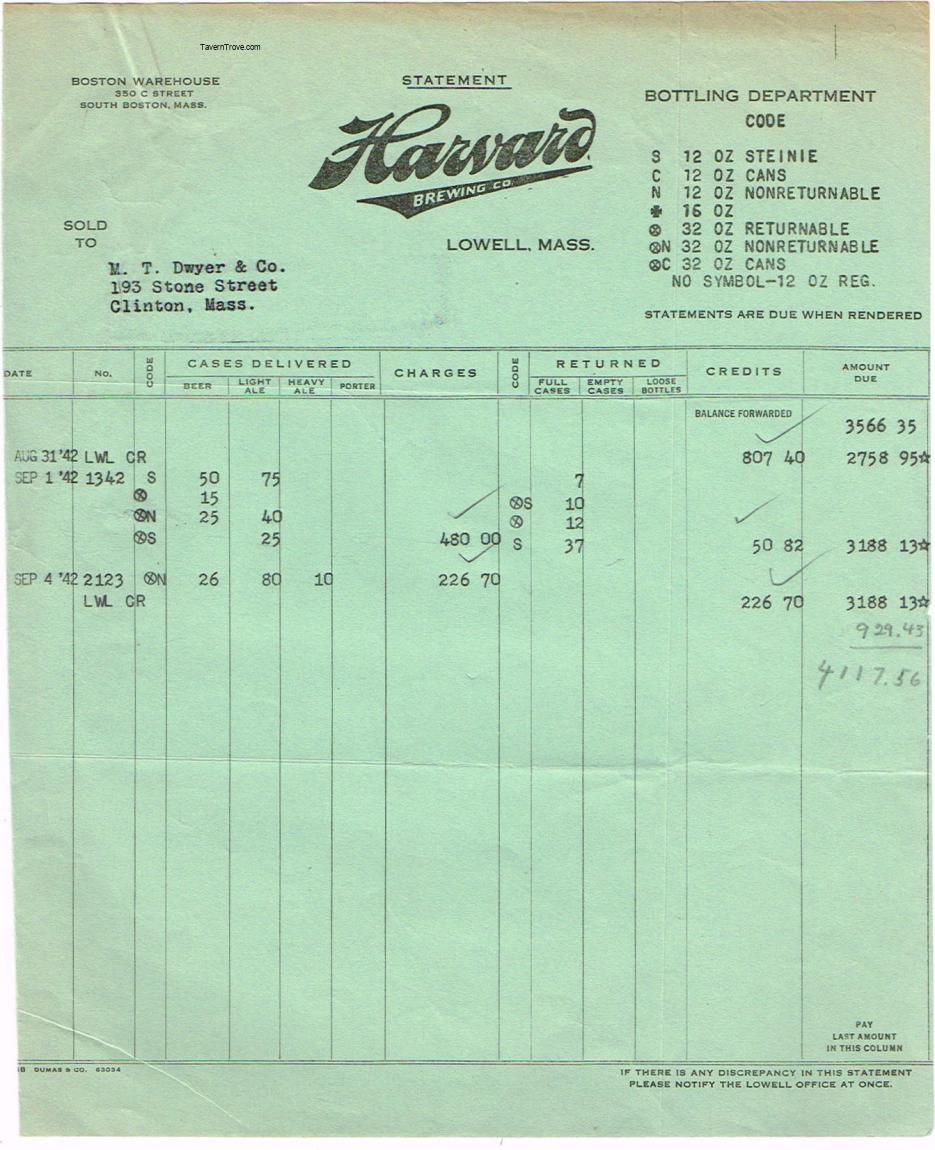 TavernTrove.com
BOSTON WAREHOUSE
350 C STREET
SOUTH BOSTON, MASS.
STATEMENT
Harvard
BREWING CO.
LOWELL, MASS.
BOTTLING DEPARTMENT
CODE
S 12 OZ STEINIE
C 12 OZ CANS
N 12 OZ NONRETURNABLE
✚ 16 OZ
⊗ 32 OZ RETURNABLE
⊗N 32 OZ NONRETURNABLE
⊗C 32 OZ CANS
NO SYMBOL-12 OZ REG.
STATEMENTS ARE DUE WHEN RENDERED
SOLD
TO
M. T. Dwyer & Co.
193 Stone Street
Clinton, Mass.
DATE No. CODE CASES DELIVERED CHARGES CODE RETURNED CREDITS AMOUNT DUE
BEER LIGHT ALE HEAVY ALE PORTER FULL CASES EMPTY CASES LOOSE BOTTLES
BALANCE FORWARDED 3566 35
AUG 31 '42 LWL CR 807 40 2758 95☆
SEP 1 '42 1342 S 50 75 7
⊗ 15 ⊗S 10
⊗N 25 40 ⊗ 12
⊗S 25 480 00 S 37 50 82 3188 13☆
SEP 4 '42 2123 ⊗N 26 80 10 226 70
LWL CR 226 70 3188 13☆
929.43
4117.56
PAY
LAST AMOUNT
IN THIS COLUMN
DUMAS & CO. 63034
IF THERE IS ANY DISCREPANCY IN THIS STATEMENT
PLEASE NOTIFY THE LOWELL OFFICE AT ONCE.